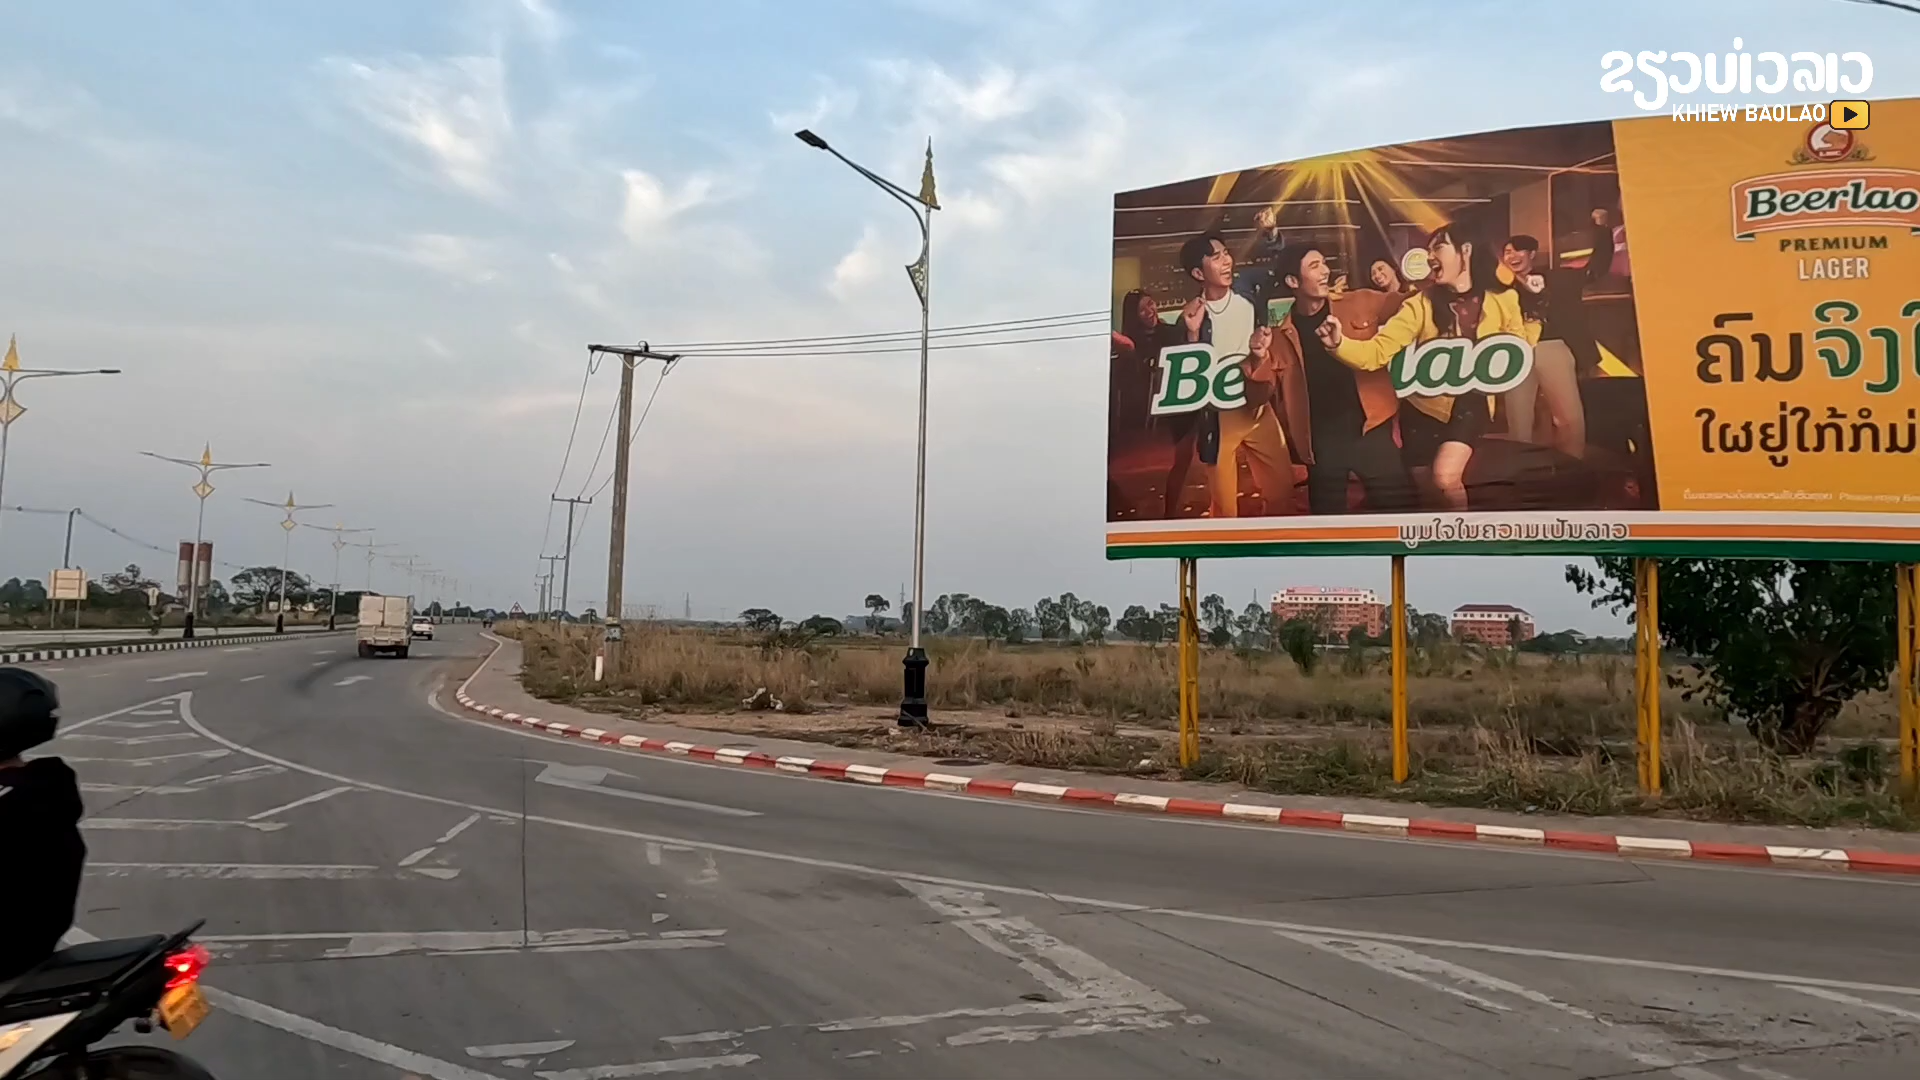 ຂຽວບ່າວລາວ
KHIEW BAOLAO
Beerlao
PREMIUM
LAGER
ຄົນຈິງໃ
ໃຜຢູ່ໃກ້ກໍມ່
Be lao
ພູມໃຈໃນຄວາມເປັນລາວ